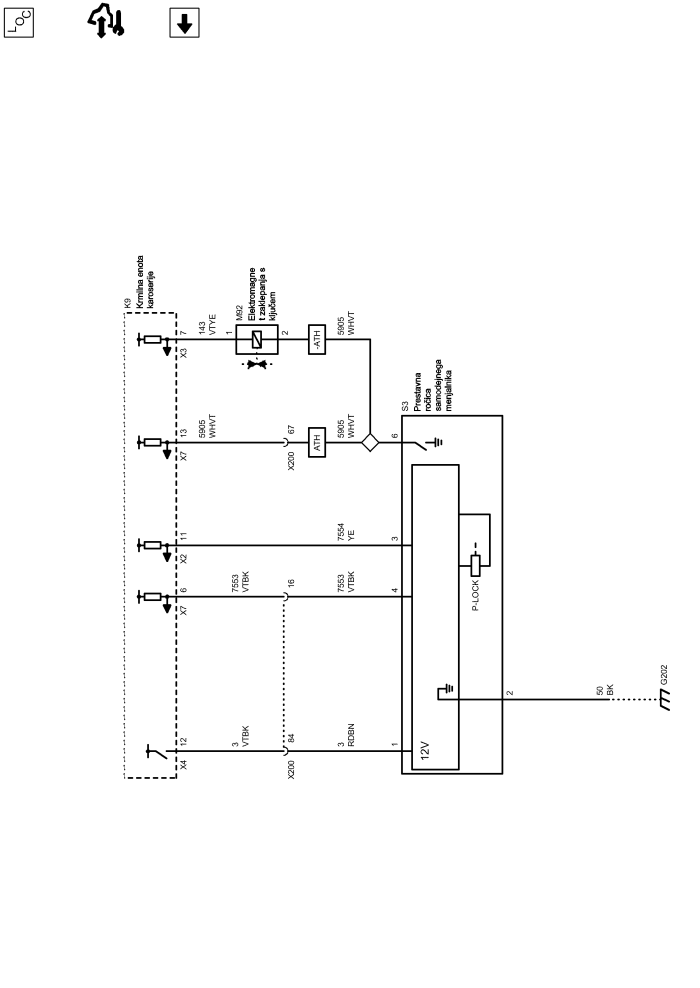 LOC
K9
Krmilna enota
karoserije
7
X3
143
VTYE
1
M92
Elektromagne
t zaklepanja s
ključem
2
-ATH
5905
WHVT
13
X7
5905
WHVT
67
X200
ATH
5905
WHVT
6
S3
Prestavna
ročica
samodejnega
menjalnika
11
X2
7554
YE
3
6
X7
7553
VTBK
16
7553
VTBK
4
P-LOCK
12
X4
3
VTBK
84
X200
3
RDBN
1
12V
2
50
BK
G202